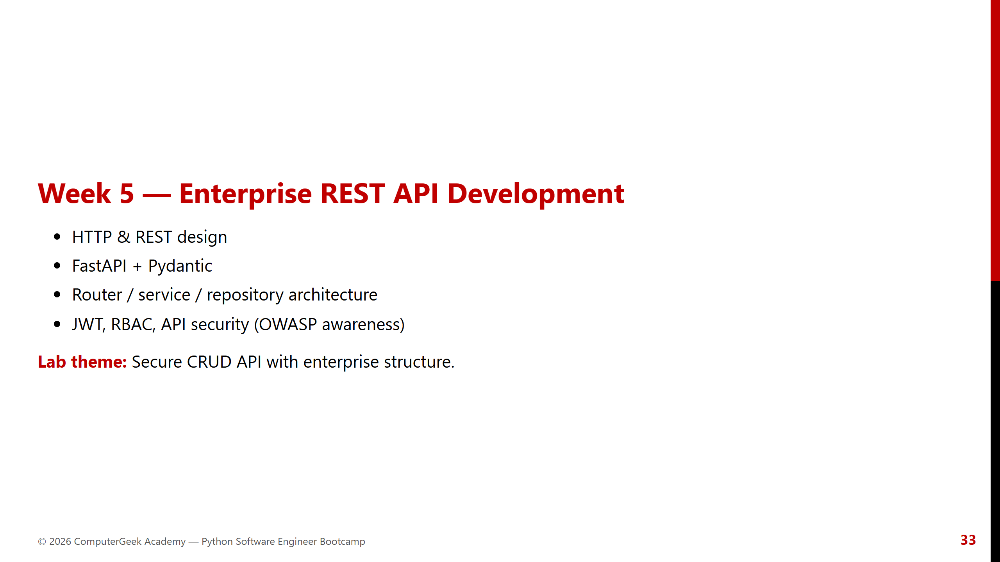 Week 5 — Enterprise REST API Development
• HTTP & REST design
• FastAPI + Pydantic
• Router / service / repository architecture
• JWT, RBAC, API security (OWASP awareness)
Lab theme: Secure CRUD API with enterprise structure.
© 2026 ComputerGeek Academy — Python Software Engineer Bootcamp
33